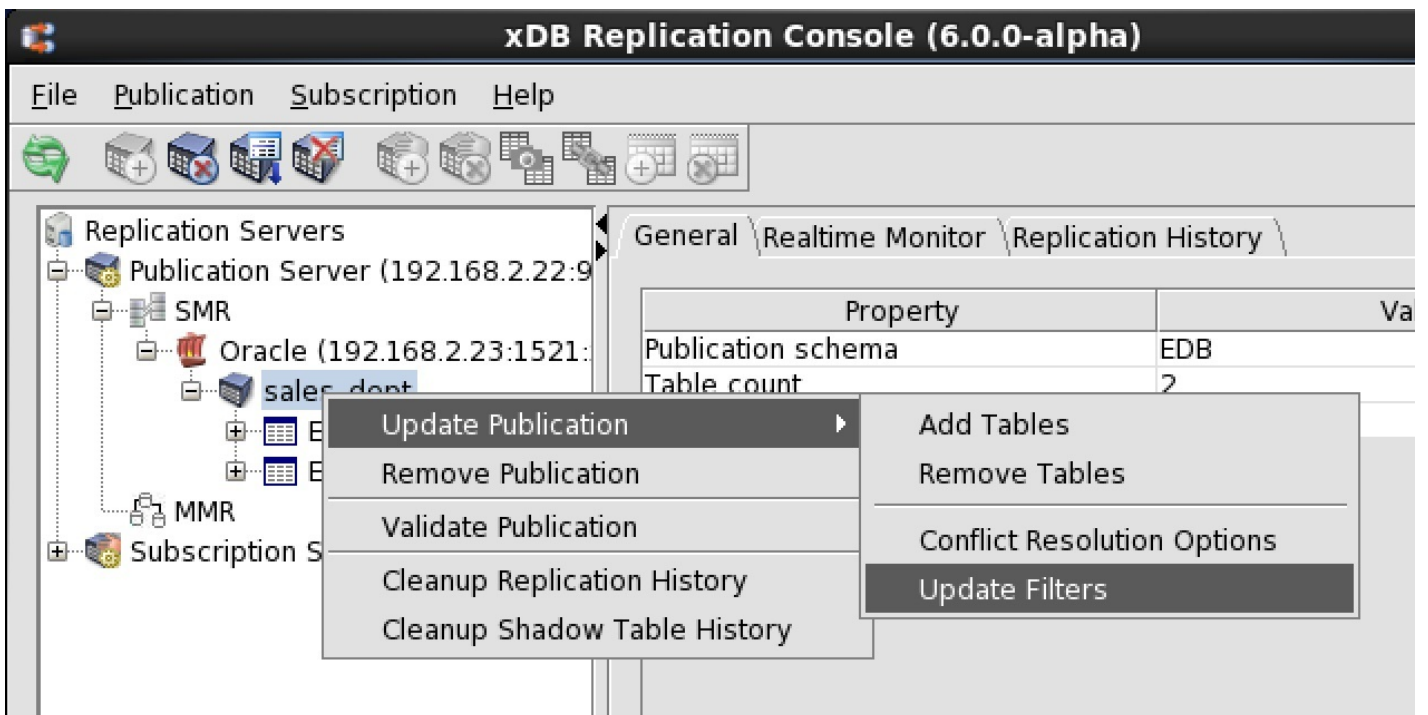 xDB Replication Console (6.0.0-alpha)
File Publication Subscription Help
Replication Servers
Publication Server (192.168.2.22:9
SMR
Oracle (192.168.2.23:1521:
sales_dept
E
E
MMR
Subscription S
General Realtime Monitor Replication History
Property Va
Publication schema EDB
Table count 2
Update Publication
Remove Publication
Validate Publication
Cleanup Replication History
Cleanup Shadow Table History
Add Tables
Remove Tables
Conflict Resolution Options
Update Filters